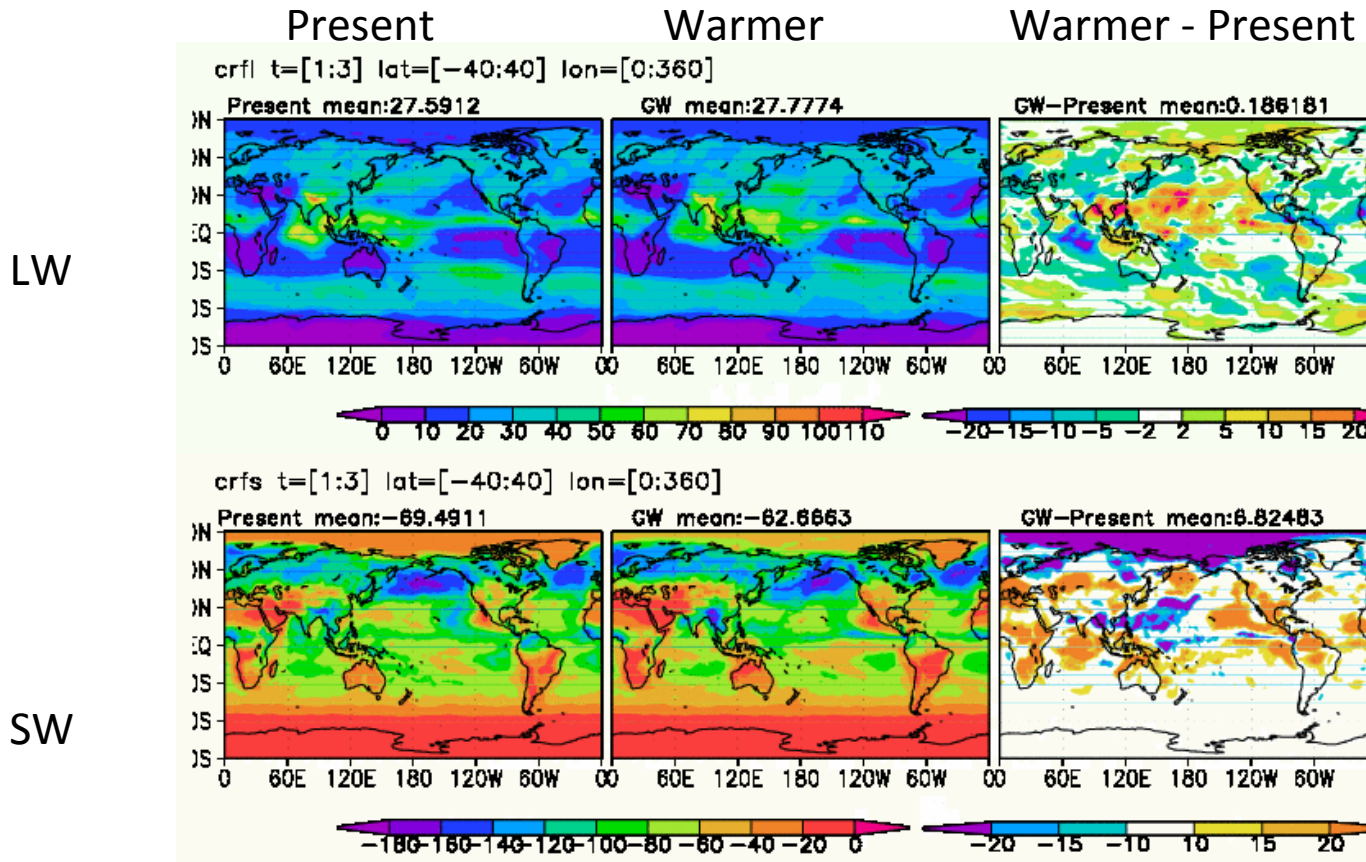 Present Warmer Warmer - Present
crfl t=[1:3] lat=[-40:40] lon=[0:360]
Present mean:27.5912 GW mean:27.7774 GW-Present mean:0.186181
LW
0 60E 120E 180 120W 60W 0 60E 120E 180 120W 60W 0 60E 120E 180 120W 60W
0 10 20 30 40 50 60 70 80 90 100 110 -20 -15 -10 -5 -2 2 5 10 15 20
crfs t=[1:3] lat=[-40:40] lon=[0:360]
Present mean:-69.4911 GW mean:-62.6663 GW-Present mean:6.82483
SW
0 60E 120E 180 120W 60W 0 60E 120E 180 120W 60W 0 60E 120E 180 120W 60W
-180 -160 -140 -120 -100 -80 -60 -40 -20 0 -20 -15 -10 10 15 20